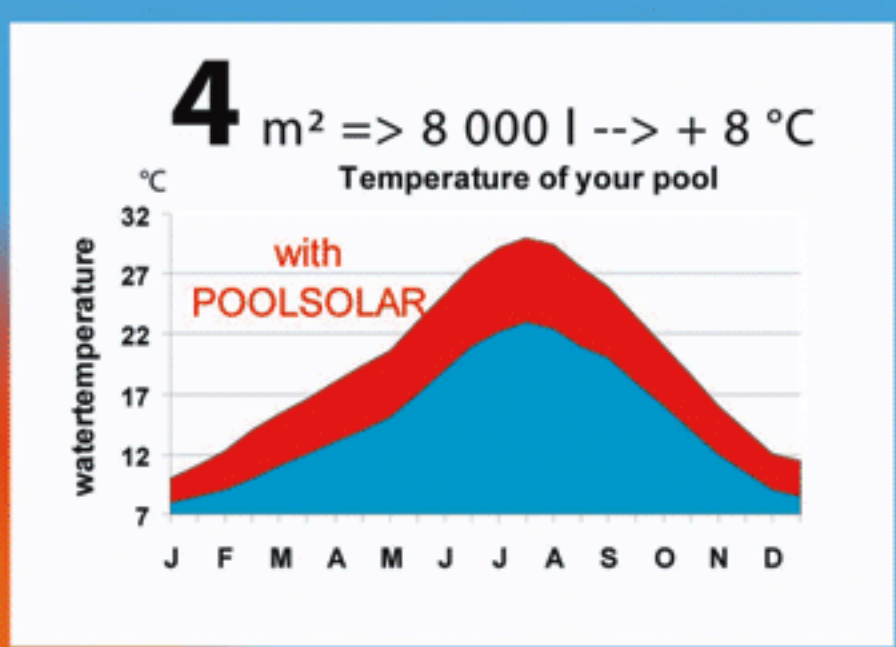 4 m² => 8 000 l --> + 8 °C
°C
Temperature of your pool
32
27
22
17
12
7
watertemperature
with
POOLSOLAR
J F M A M J J A S O N D